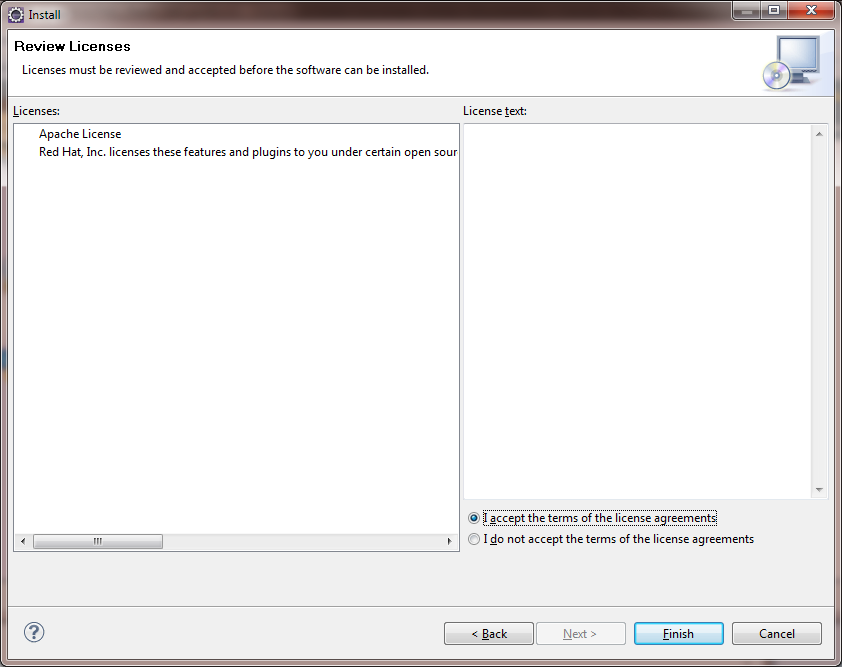 Install
Review Licenses
Licenses must be reviewed and accepted before the software can be installed.
Licenses:
Apache License
Red Hat, Inc. licenses these features and plugins to you under certain open sour
License text:
I accept the terms of the license agreements
I do not accept the terms of the license agreements
?
< Back
Next >
Finish
Cancel